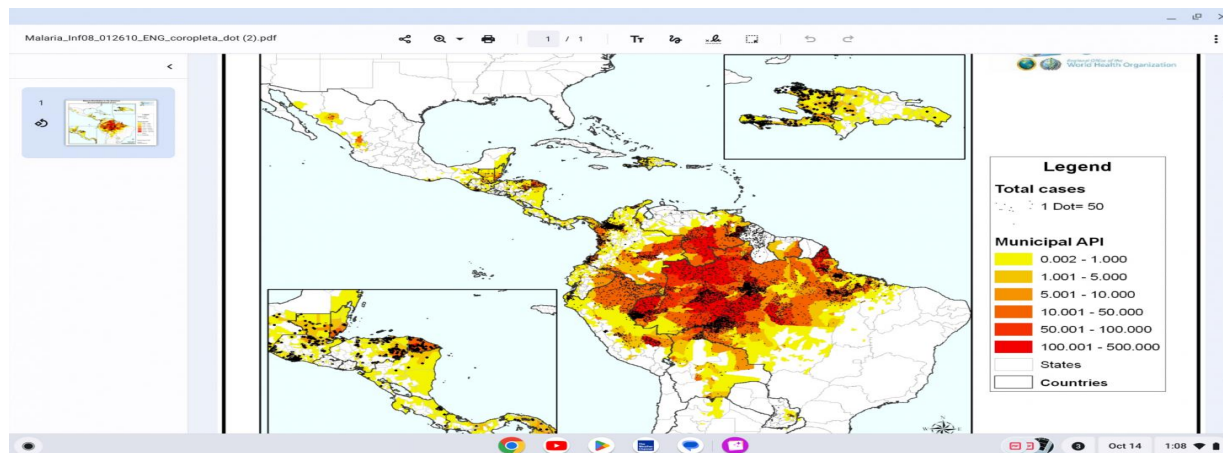 Malaria_Inf08_012610_ENG_coropleta_dot (2).pdf
1 / 1
1
World Health Organization
Legend
Total cases
1 Dot= 50
Municipal API
0.002 - 1.000
1.001 - 5.000
5.001 - 10.000
10.001 - 50.000
50.001 - 100.000
100.001 - 500.000
States
Countries
N
W
Oct 14
1:08